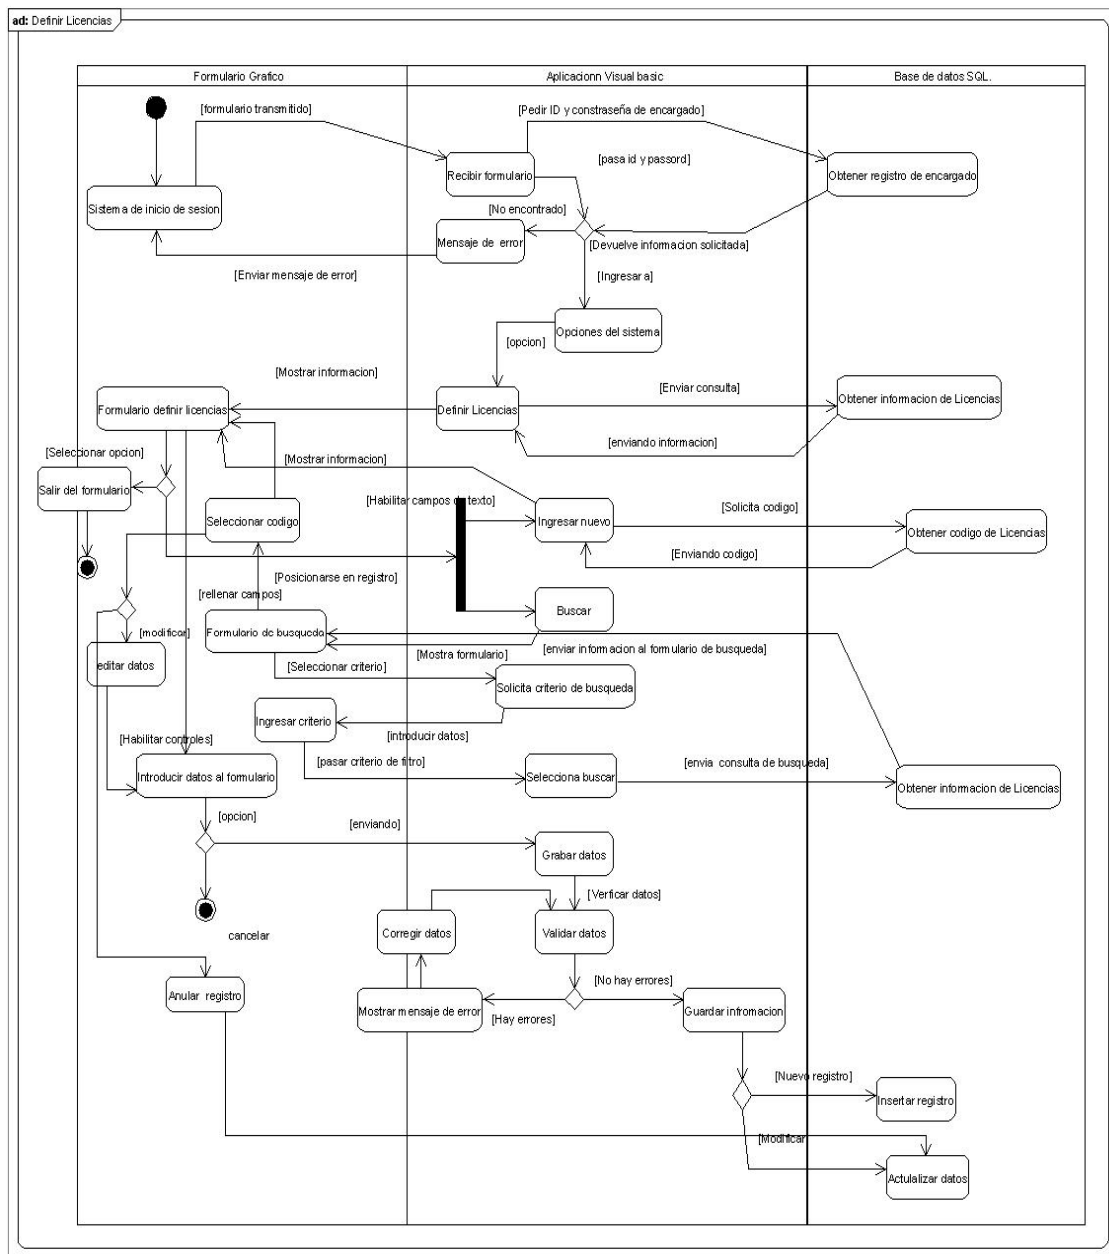 ad: Definir Licencias
Formulario Grafico
Aplicacionn Visual basic
Base de datos SQL.
[formulario transmitido]
[Pedir ID y constraseña de encargado]
[pasa id y passord]
Recibir formulario
Obtener registro de encargado
Sistema de inicio de sesion
[No encontrado]
Mensaje de error
[Devuelve informacion solicitada]
[Enviar mensaje de error]
[Ingresar a]
Opciones del sistema
[opcion]
[Mostrar informacion]
[Enviar consulta]
Formulario definir licencias
Definir Licencias
Obtener informacion de Licencias
[enviando informacion]
[Seleccionar opcion]
[Mostrar informacion]
Salir del formulario
[Habilitar campos de texto]
[Solicita codigo]
Seleccionar codigo
Ingresar nuevo
Obtener codigo de Licencias
[Enviando codigo]
[Posicionarse en registro]
[rellenar campos]
Buscar
[modificar]
Formulario de busqueda
[enviar informacion al formulario de busqueda]
[Mostra formulario]
editar datos
[Seleccionar criterio]
Solicita criterio de busqueda
Ingresar criterio
[introducir datos]
[Habilitar controles]
[pasar criterio de filtro]
[envia consulta de busqueda]
Introducir datos al formulario
Selecciona buscar
Obtener informacion de Licencias
[opcion]
[enviando]
Grabar datos
[Verficar datos]
cancelar
Corregir datos
Validar datos
[No hay errores]
Anular registro
Mostrar mensaje de error
[Hay errores]
Guardar infromacion
[Nuevo registro]
Insertar registro
[Modificar
Actulalizar datos